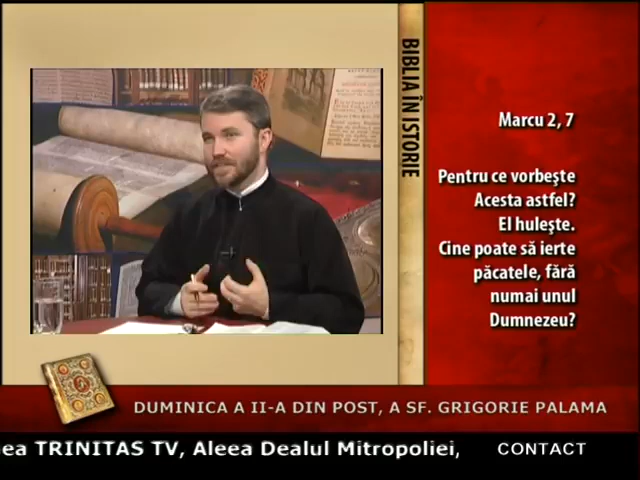 BIBLIA ÎN ISTORIE
Marcu 2, 7
Pentru ce vorbeşte
Acesta astfel?
El huleşte.
Cine poate să ierte
păcatele, fără
numai unul
Dumnezeu?
DUMINICA A II-A DIN POST, A SF. GRIGORIE PALAMA
TRINITAS TV, Aleea Dealul Mitropoliei,
CONTACT